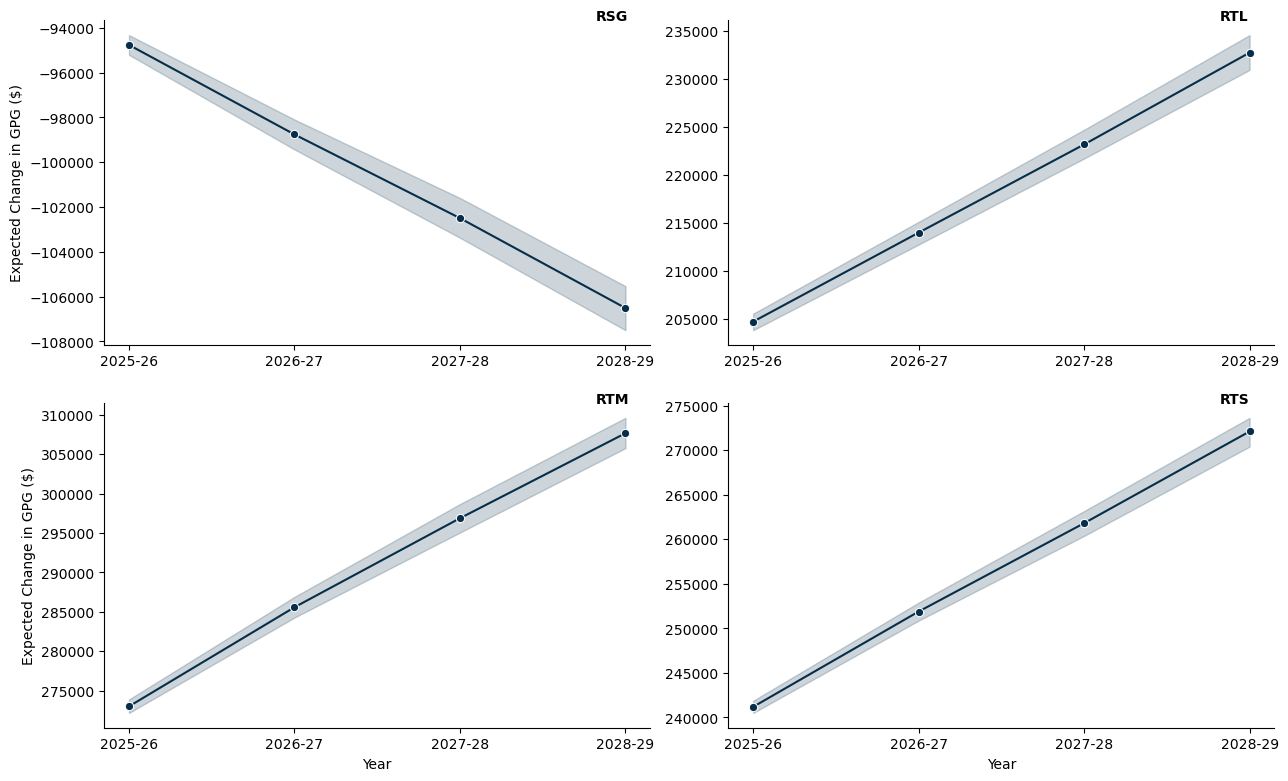 RSG
Expected Change in GPG ($)
−94000
−96000
−98000
−100000
−102000
−104000
−106000
−108000
2025-26 2026-27 2027-28 2028-29
RTL
235000
230000
225000
220000
215000
210000
205000
2025-26 2026-27 2027-28 2028-29
RTM
Expected Change in GPG ($)
310000
305000
300000
295000
290000
285000
280000
275000
2025-26 2026-27 2027-28 2028-29
Year
RTS
275000
270000
265000
260000
255000
250000
245000
240000
2025-26 2026-27 2027-28 2028-29
Year